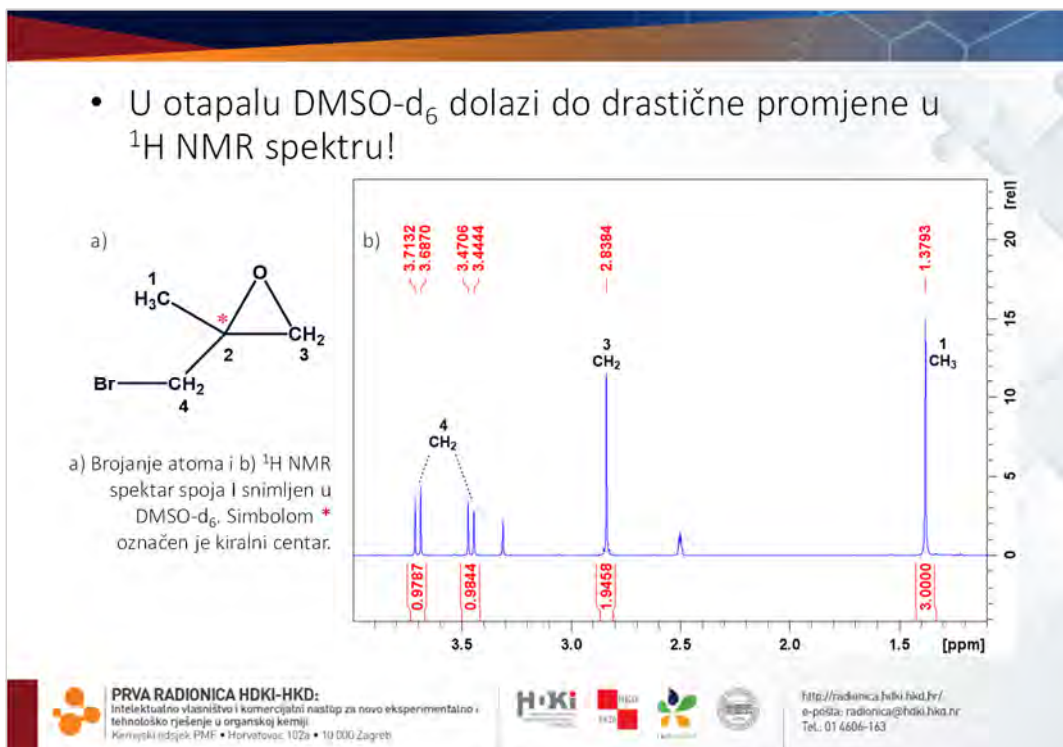 • U otapalu DMSO-d6 dolazi do drastične promjene u
1H NMR spektru!
a)
1
H3C
O
*
2
CH2
3
Br
CH2
4
a) Brojanje atoma i b) 1H NMR
spektar spoja I snimljen u
DMSO-d6. Simbolom *
označen je kiralni centar.
b)
3.7132
3.6870
3.4706
3.4444
2.8384
1.3793
[rel]
20
15
10
5
0
4
CH2
3
CH2
1
CH3
0.9787
0.9844
1.9458
3.0000
3.5
3.0
2.5
2.0
1.5
[ppm]
PRVA RADIONICA HDKI-HKD:
Intelektualno vlasništvo i komercijalni nastup za novo eksperimentalno i
tehnološko rješenje u organskoj kemiji
Kemijski odsjek PMF • Horvatovac 102a • 10 000 Zagreb
HDKi
HKD
http://radionica.hdki.hkd.hr/
e-pošta: radionica@hdki.hkd.hr
Tel.: 01 4606-163